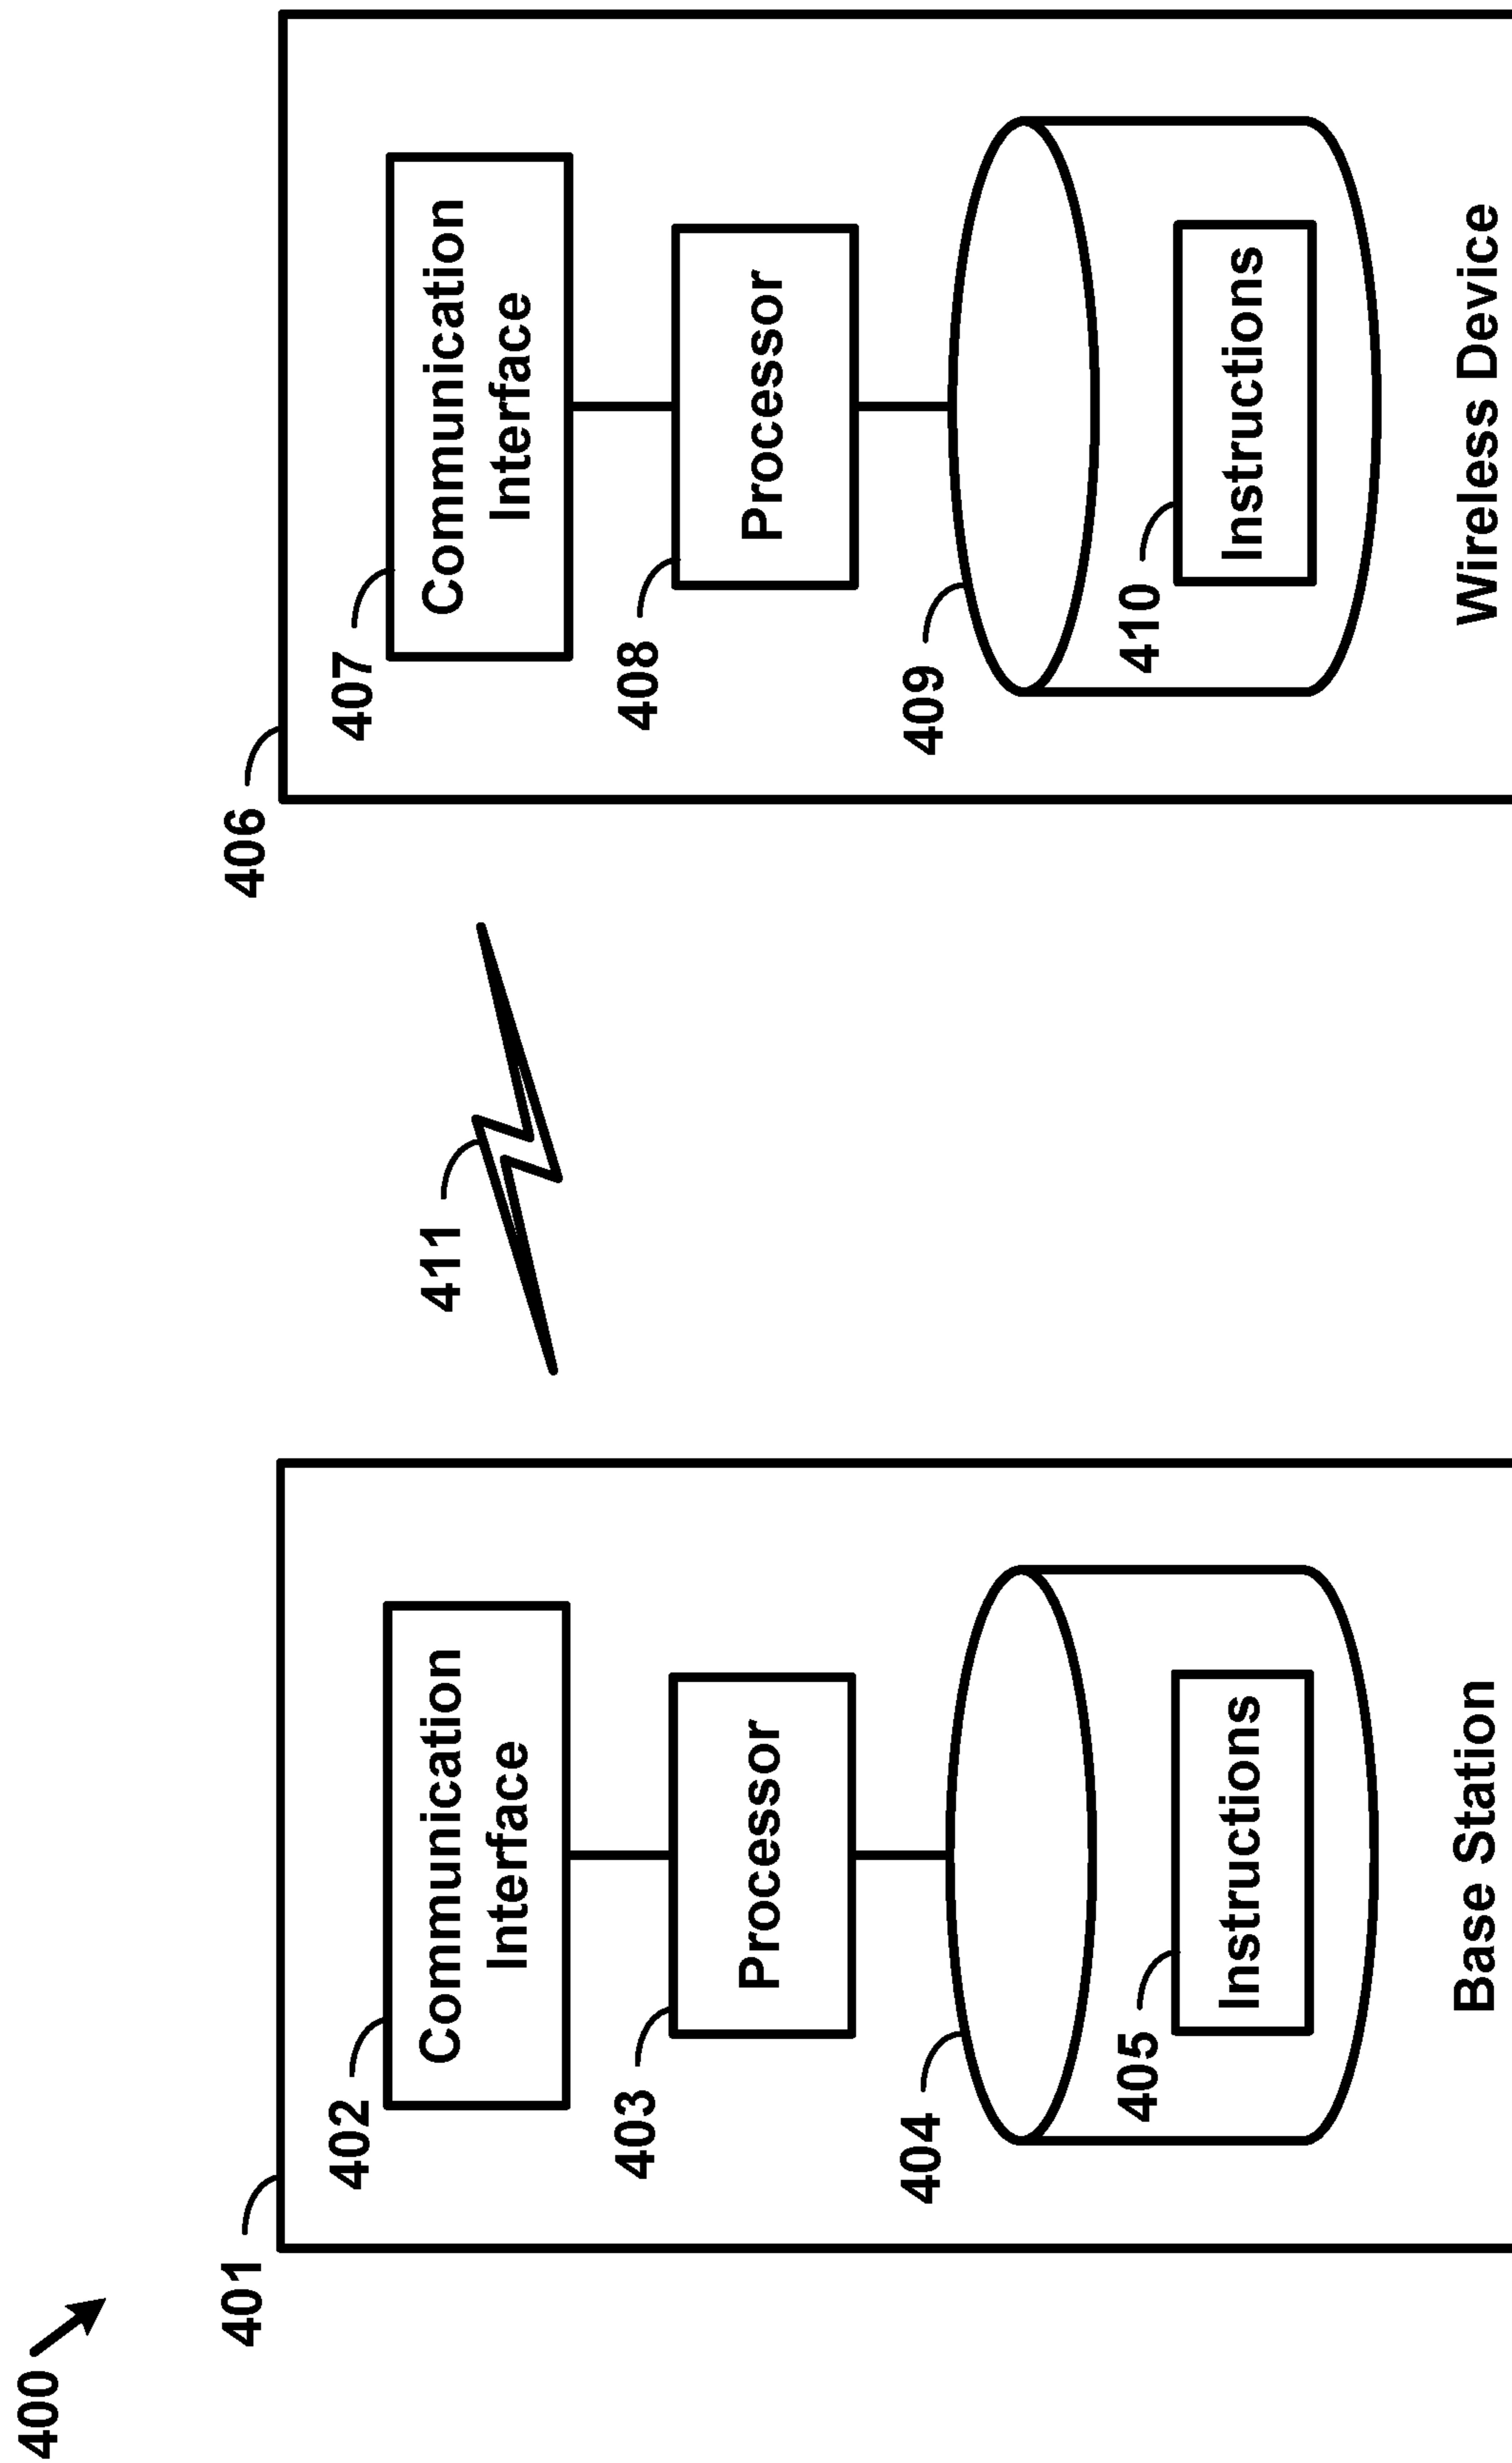 400
401
402
Communication
Interface
403
Processor
404
405
Instructions
Base Station
411
406
407
Communication
Interface
408
Processor
409
410
Instructions
Wireless Device